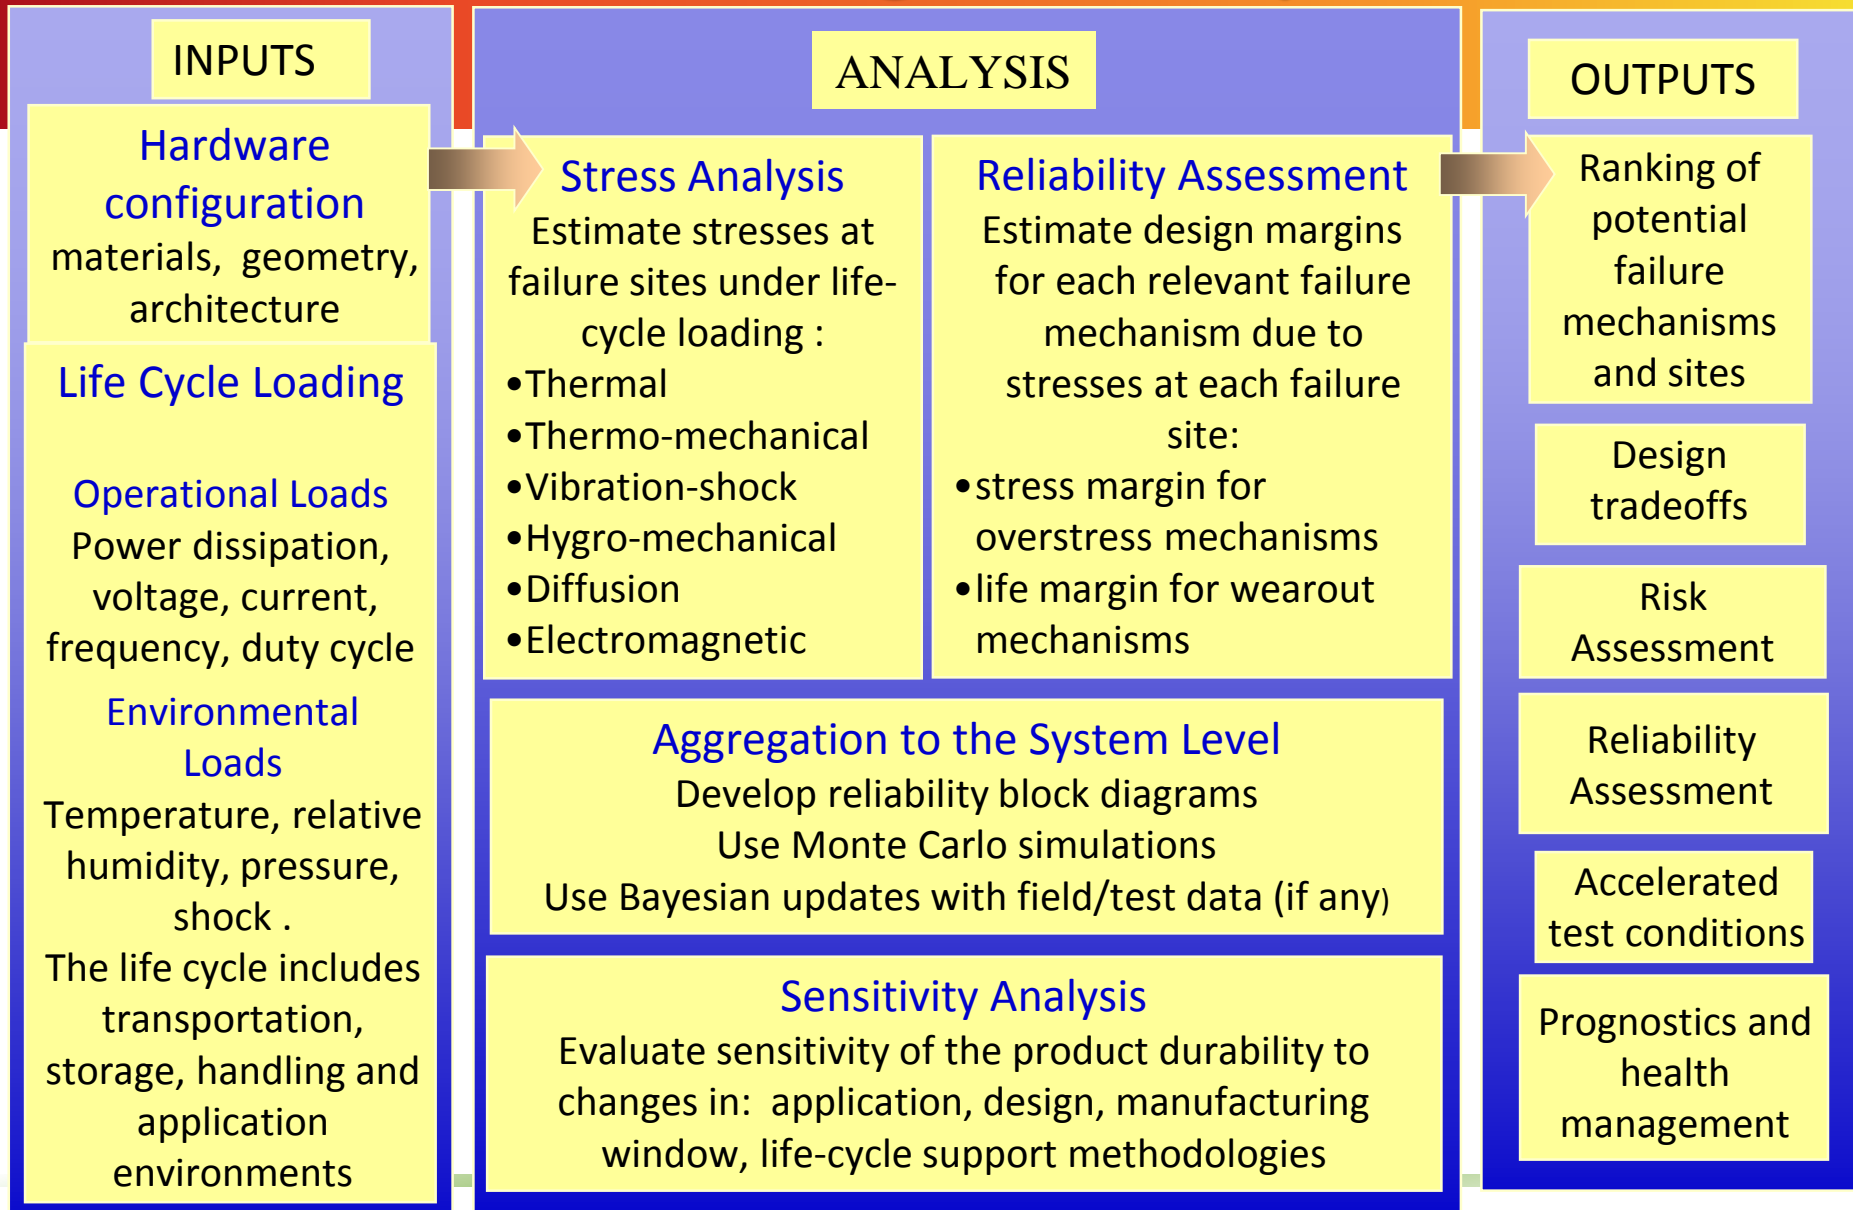 INPUTS
Hardware
configuration
materials, geometry,
architecture
Life Cycle Loading
Operational Loads
Power dissipation,
voltage, current,
frequency, duty cycle
Environmental
Loads
Temperature, relative
humidity, pressure,
shock .
The life cycle includes
transportation,
storage, handling and
application
environments
ANALYSIS
Stress Analysis
Estimate stresses at
failure sites under life-
cycle loading :
•Thermal
•Thermo-mechanical
•Vibration-shock
•Hygro-mechanical
•Diffusion
•Electromagnetic
Reliability Assessment
Estimate design margins
for each relevant failure
mechanism due to
stresses at each failure
site:
•stress margin for
overstress mechanisms
•life margin for wearout
mechanisms
Aggregation to the System Level
Develop reliability block diagrams
Use Monte Carlo simulations
Use Bayesian updates with field/test data (if any)
Sensitivity Analysis
Evaluate sensitivity of the product durability to
changes in: application, design, manufacturing
window, life-cycle support methodologies
OUTPUTS
Ranking of
potential
failure
mechanisms
and sites
Design
tradeoffs
Risk
Assessment
Reliability
Assessment
Accelerated
test conditions
Prognostics and
health
management